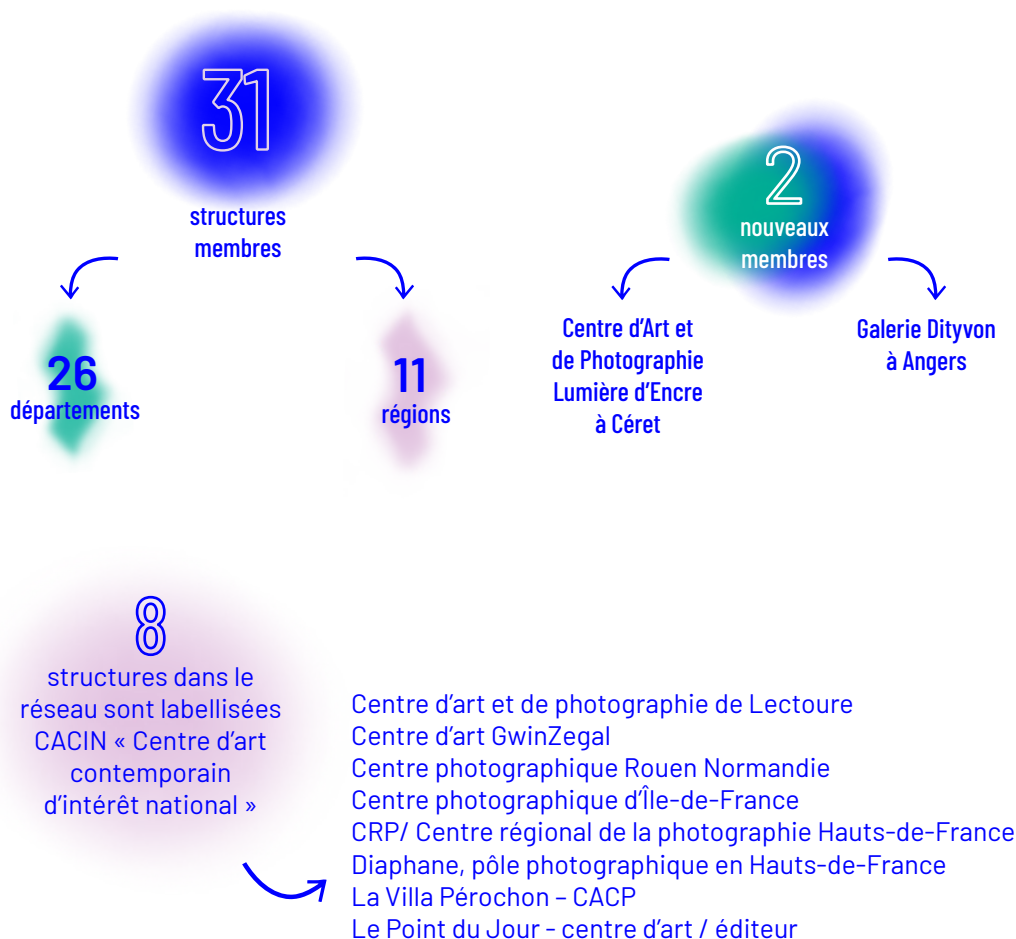 31
structures
membres
26
départements
11
régions
2
nouveaux
membres
Centre d'Art et
de Photographie
Lumière d'Encre
à Céret
Galerie Dityvon
à Angers
8
structures dans le
réseau sont labellisées
CACIN « Centre d'art
contemporain
d'intérêt national »
Centre d'art et de photographie de Lectoure
Centre d'art GwinZegal
Centre photographique Rouen Normandie
Centre photographique d'Île-de-France
CRP/ Centre régional de la photographie Hauts-de-France
Diaphane, pôle photographique en Hauts-de-France
La Villa Pérochon – CACP
Le Point du Jour - centre d'art / éditeur